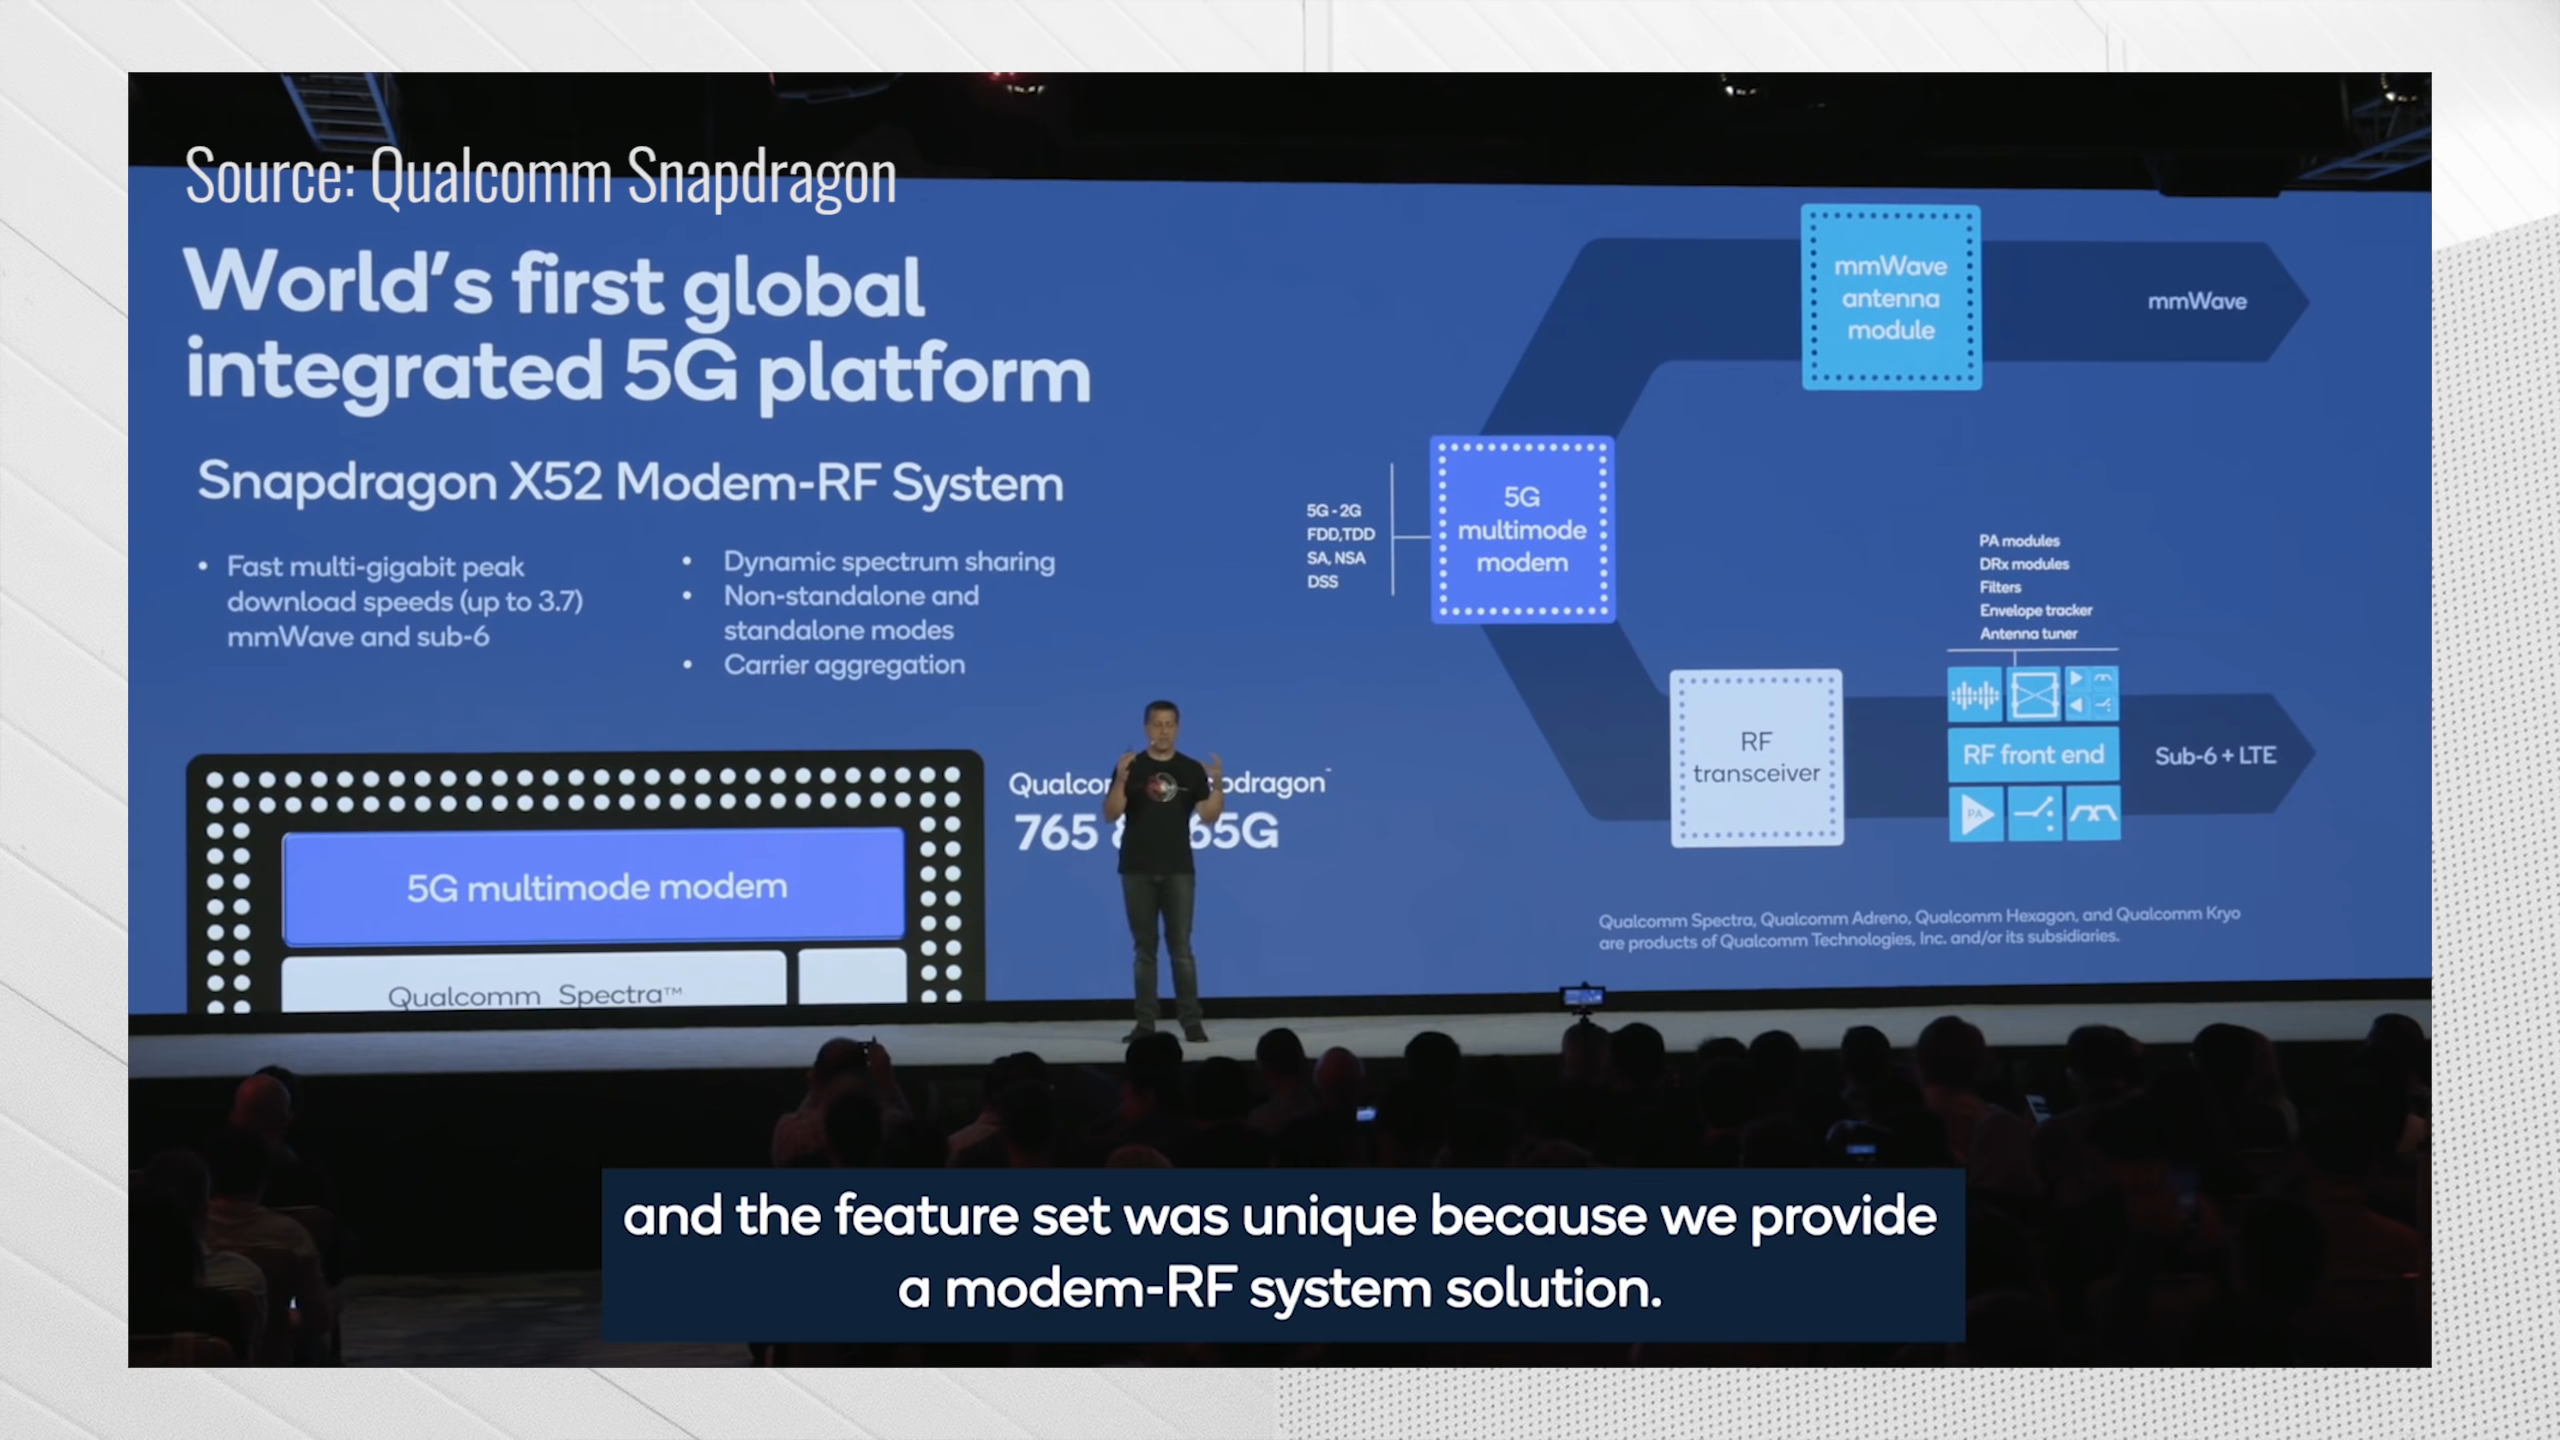 Source: Qualcomm Snapdragon
World's first global
integrated 5G platform
Snapdragon X52 Modem-RF System
• Fast multi-gigabit peak
download speeds (up to 3.7)
mmWave and sub-6
• Dynamic spectrum sharing
• Non-standalone and
standalone modes
• Carrier aggregation
5G multimode modem
Qualcomm Spectra™
765
65G
mmWave
antenna
module
mmWave
5G
multimode
modem
5G - 2G
FDD,TDD
SA, NSA
DSS
RF
transceiver
PA modules
DRx modules
Filters
Envelope tracker
Antenna tuner
RF front end
PA
Sub-6 + LTE
Qualcomm Spectra, Qualcomm Adreno, Qualcomm Hexagon, and Qualcomm Kryo
are products of Qualcomm Technologies, Inc. and/or its subsidiaries.
and the feature set was unique because we provide
a modem-RF system solution.